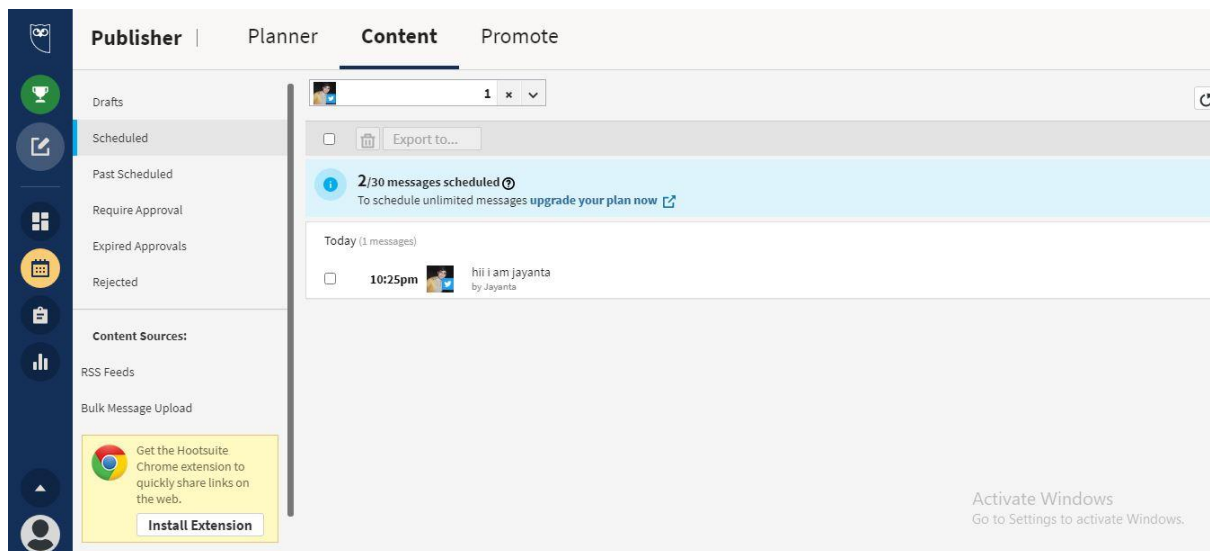 Publisher | Planner Content Promote
Drafts
Scheduled
Past Scheduled
Require Approval
Expired Approvals
Rejected
Content Sources:
RSS Feeds
Bulk Message Upload
Get the Hootsuite
Chrome extension to
quickly share links on
the web.
Install Extension
1 ×
Export to...
2/30 messages scheduled
To schedule unlimited messages upgrade your plan now
Today (1 messages)
10:25pm hii i am jayanta
by Jayanta
Activate Windows
Go to Settings to activate Windows.